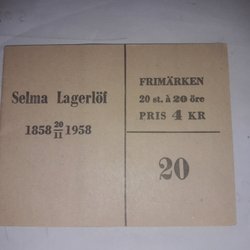 Selma Lagerlöf
1858 20/11 1958
FRIMÄRKEN
20 st. à 20 öre
PRIS 4 KR
20